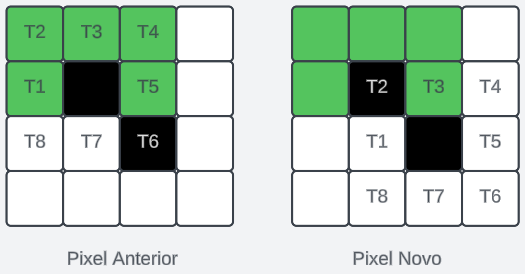 T2 T3 T4
T1 T5 T2 T3 T4
T8 T7 T6 T1 T5
T8 T7 T6
Pixel Anterior
Pixel Novo